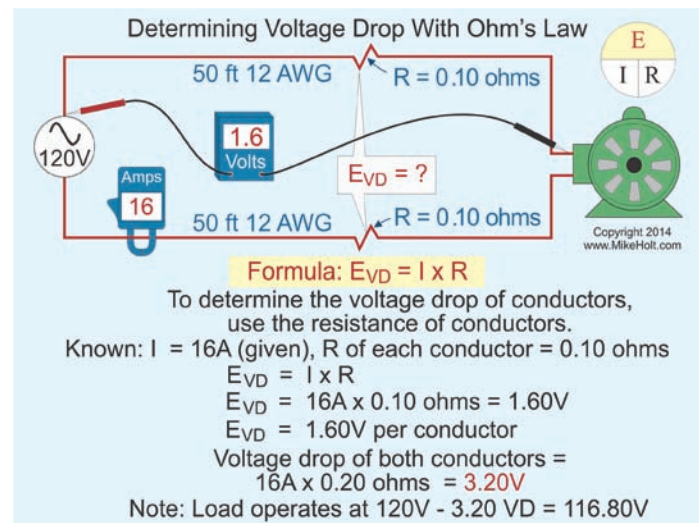 Determining Voltage Drop With Ohm's Law
E
I R
50 ft 12 AWG
R = 0.10 ohms
120V
1.6
Volts
Amps
16
EVD = ?
50 ft 12 AWG
R = 0.10 ohms
Copyright 2014
www.MikeHolt.com
Formula: EVD = I x R
To determine the voltage drop of conductors,
use the resistance of conductors.
Known: I = 16A (given), R of each conductor = 0.10 ohms
EVD = I x R
EVD = 16A x 0.10 ohms = 1.60V
EVD = 1.60V per conductor
Voltage drop of both conductors =
16A x 0.20 ohms = 3.20V
Note: Load operates at 120V - 3.20 VD = 116.80V